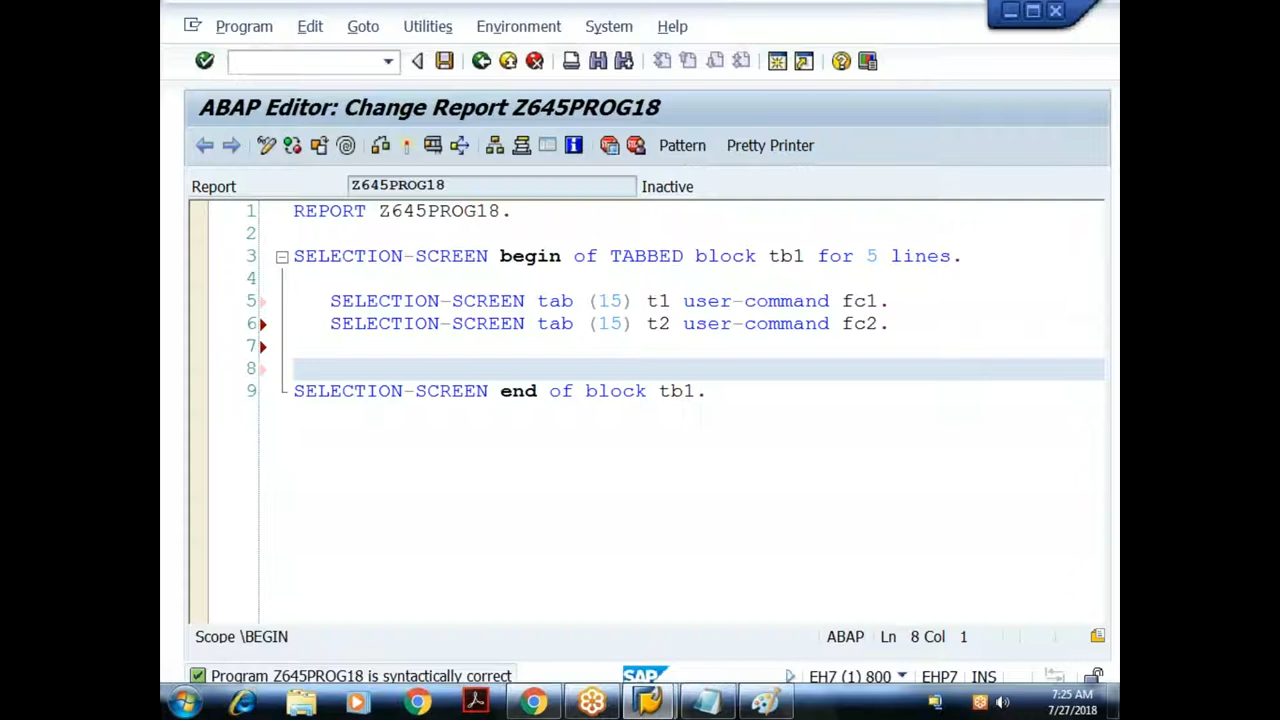 Program Edit Goto Utilities Environment System Help
ABAP Editor: Change Report Z645PROG18
Pattern Pretty Printer
Report Z645PROG18 Inactive
1 REPORT Z645PROG18.
2
3 SELECTION-SCREEN begin of TABBED block tb1 for 5 lines.
4
5 SELECTION-SCREEN tab (15) t1 user-command fc1.
6 SELECTION-SCREEN tab (15) t2 user-command fc2.
7
8
9 SELECTION-SCREEN end of block tb1.
Scope \BEGIN ABAP Ln 8 Col 1
Program Z645PROG18 is syntactically correct SAP EH7 (1) 800 EHP7 INS
7:25 AM
7/27/2018